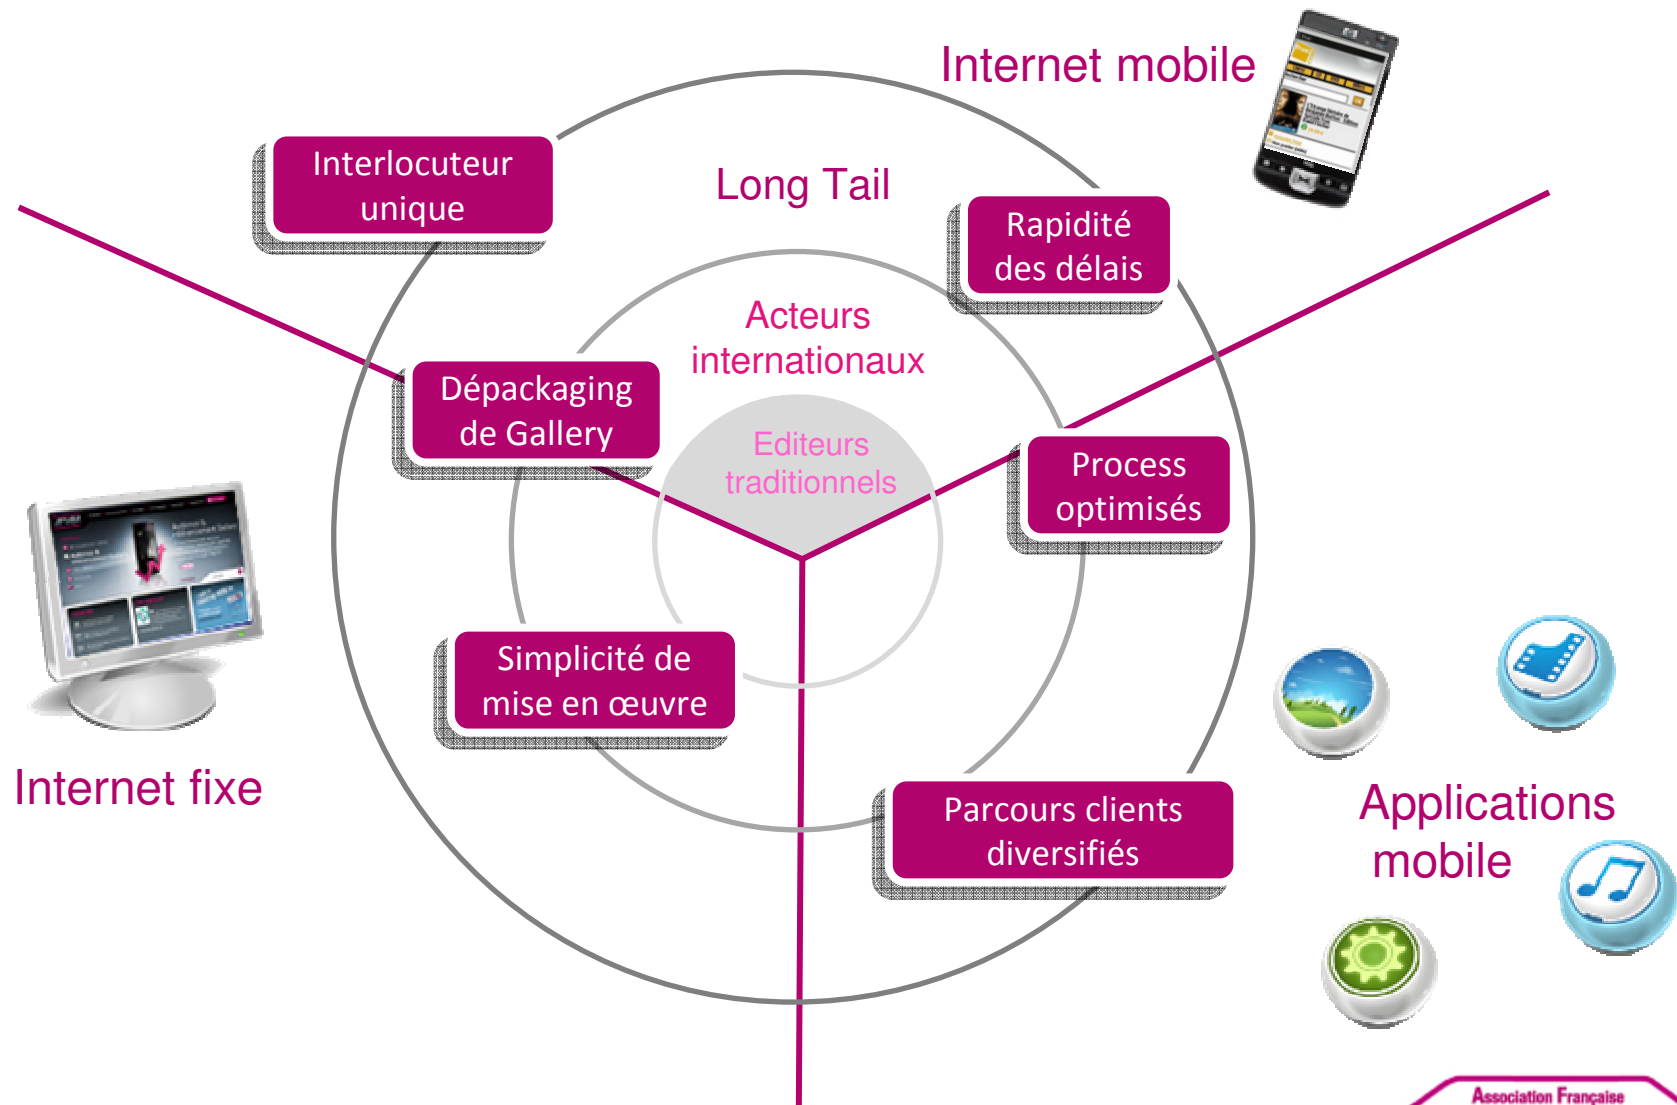 Internet mobile
Interlocuteur
unique
Long Tail
Rapidité
des délais
Acteurs
internationaux
Dépackaging
de Gallery
Editeurs
traditionnels
Process
optimisés
Simplicité de
mise en œuvre
Internet fixe
Parcours clients
diversifiés
Applications
mobile
Association Française